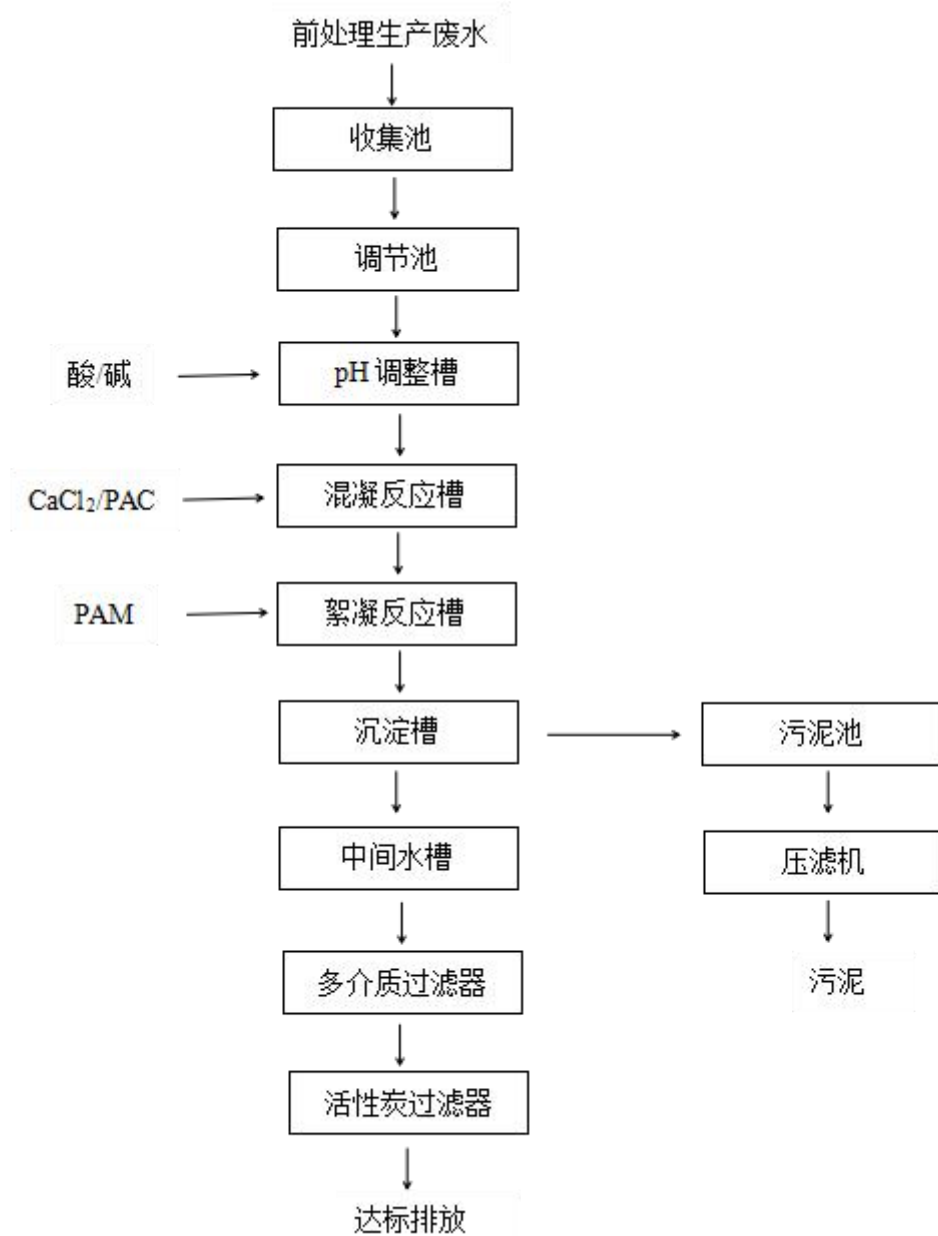 前处理生产废水
收集池
调节池
酸/碱
pH 调整槽
CaCl₂/PAC
混凝反应槽
PAM
絮凝反应槽
沉淀槽
污泥池
中间水槽
压滤机
多介质过滤器
污泥
活性炭过滤器
达标排放